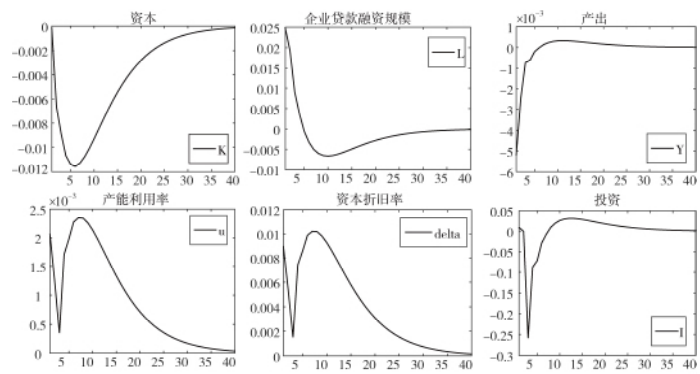 资本
0
−0.002
−0.004
−0.006
−0.008
−0.01
−0.012
K
5 10 15 20 25 30 35 40
企业贷款融资规模
0.025
0.02
0.015
0.01
0.005
0
−0.005
−0.01
L
5 10 15 20 25 30 35 40
产出
×10⁻³
1
0
−1
−2
−3
−4
−5
−6
Y
5 10 15 20 25 30 35 40
产能利用率
×10⁻³
2.5
2
1.5
1
0.5
0
u
5 10 15 20 25 30 35 40
资本折旧率
0.012
0.01
0.008
0.006
0.004
0.002
0
delta
5 10 15 20 25 30 35 40
投资
0.05
0
−0.05
−0.1
−0.15
−0.2
−0.25
−0.3
I
5 10 15 20 25 30 35 40